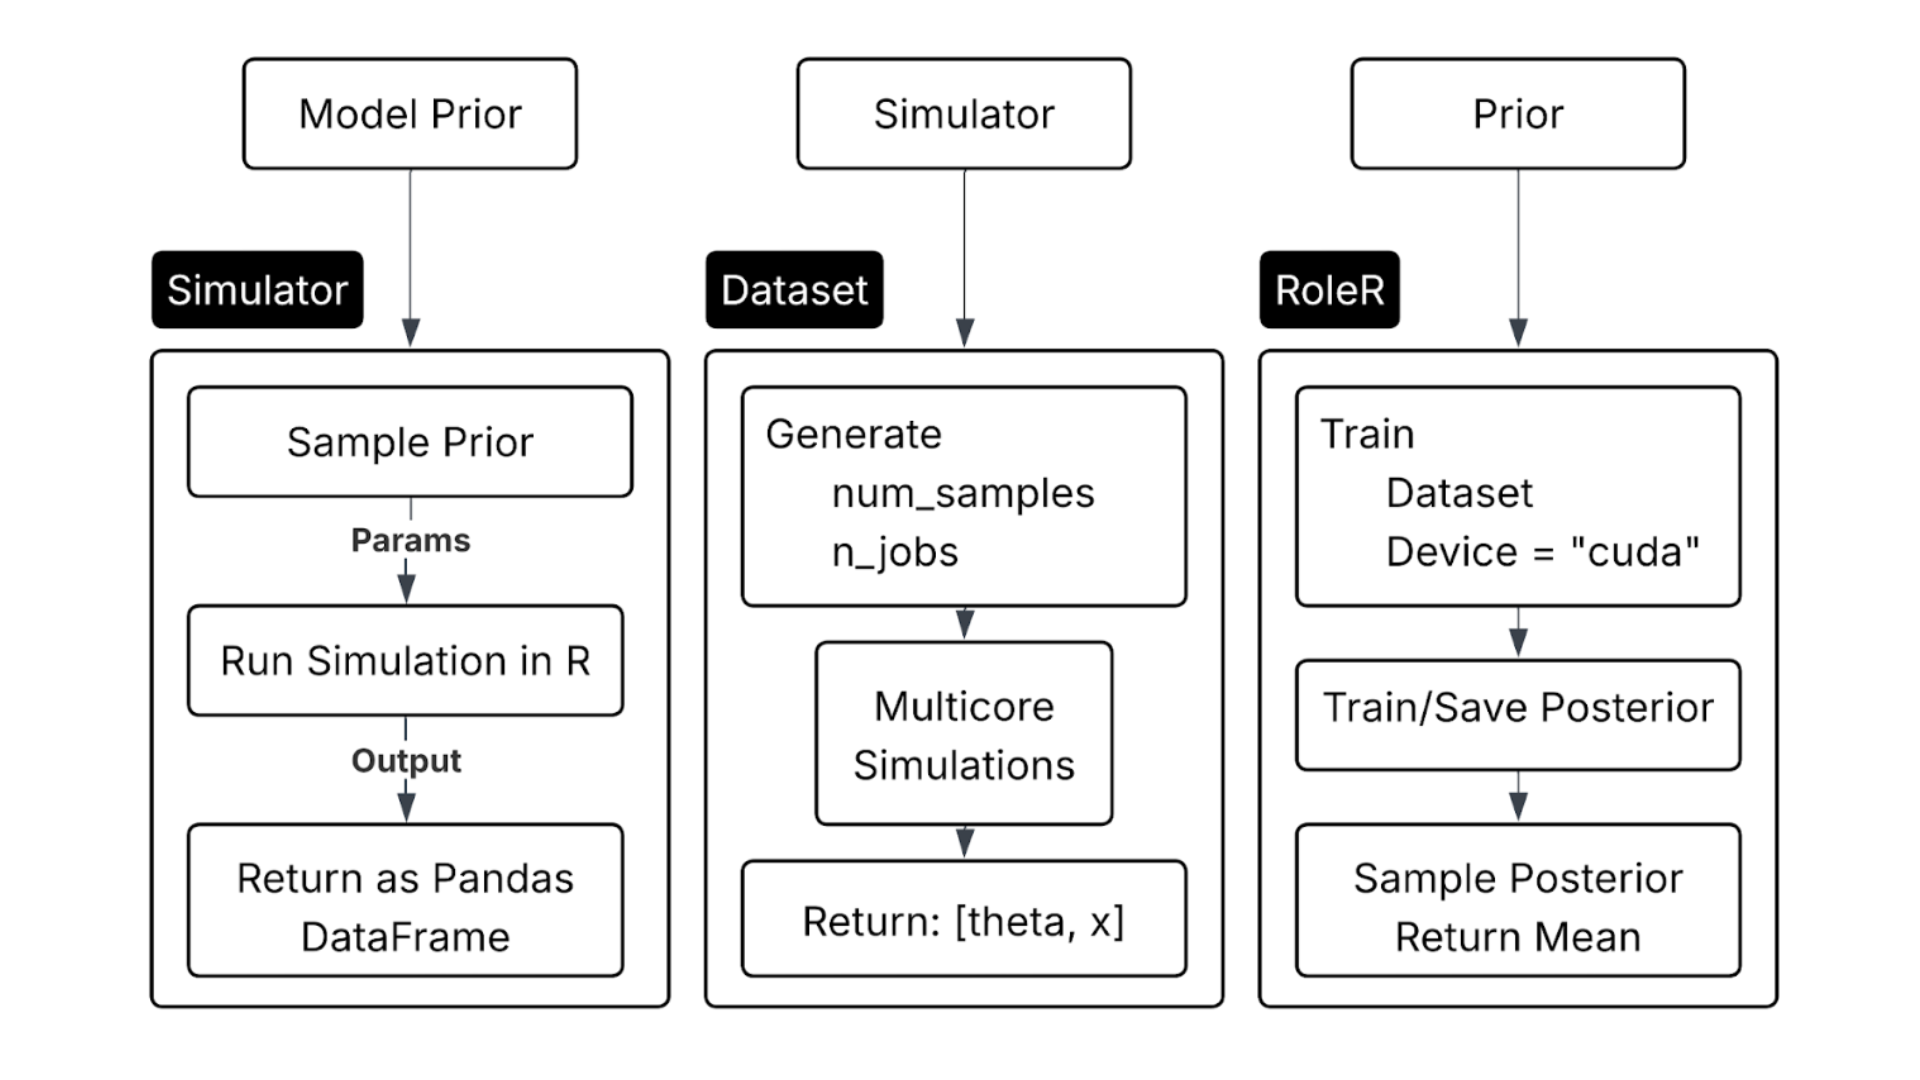 Model Prior
Simulator
Sample Prior
Params
Run Simulation in R
Output
Return as Pandas
DataFrame
Simulator
Dataset
Generate
num_samples
n_jobs
Multicore
Simulations
Return: [theta, x]
Prior
RoleR
Train
Dataset
Device = "cuda"
Train/Save Posterior
Sample Posterior
Return Mean